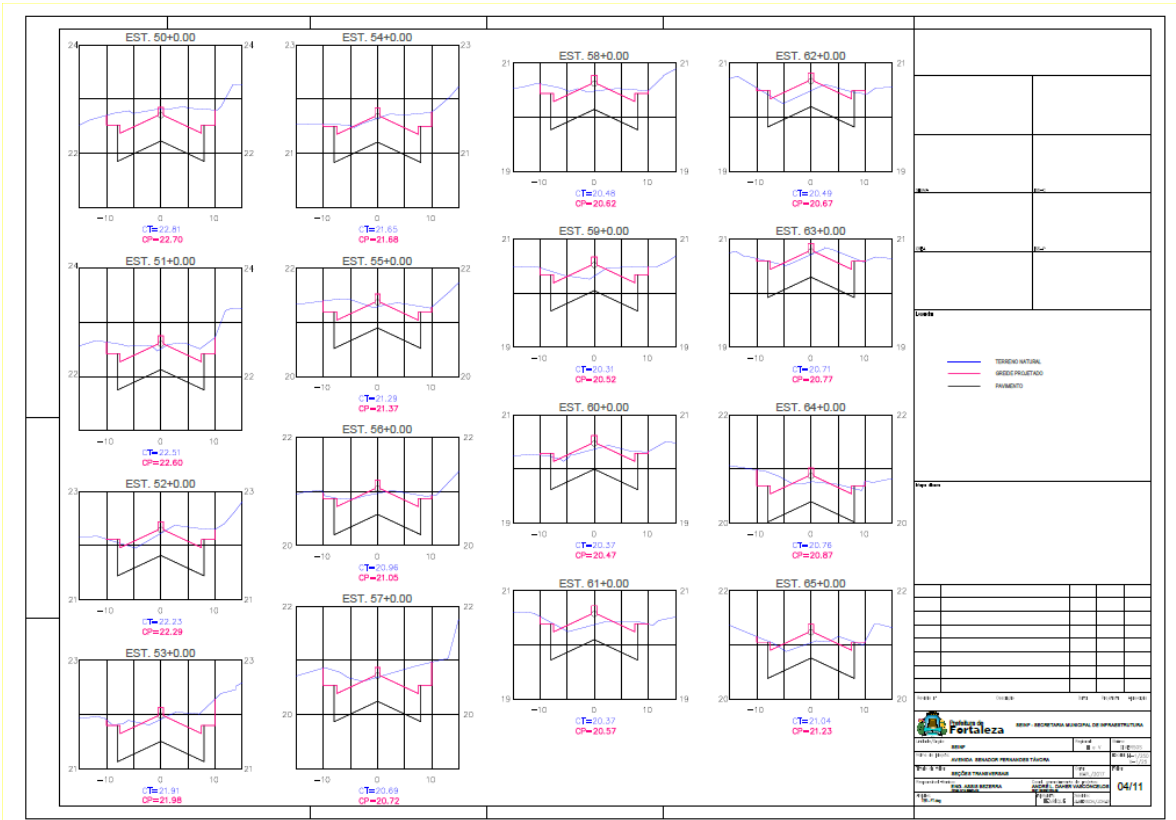 EST. 50+0.00
24
24
22
22
-10
0
10
CT=22.81
CP=22.70
EST. 51+0.00
24
24
22
22
-10
0
10
CT=22.51
CP=22.60
EST. 52+0.00
23
23
21
21
-10
0
10
CT=22.23
CP=22.29
EST. 53+0.00
23
23
21
21
-10
0
10
CT=21.91
CP=21.98
EST. 54+0.00
23
23
21
21
-10
0
10
CT=21.65
CP=21.68
EST. 55+0.00
22
22
20
20
-10
0
10
CT=21.29
CP=21.37
EST. 56+0.00
22
22
20
20
-10
0
10
CT=20.96
CP=21.05
EST. 57+0.00
22
22
20
20
-10
0
10
CT=20.69
CP=20.72
EST. 58+0.00
21
21
19
19
-10
0
10
CT=20.48
CP=20.62
EST. 59+0.00
21
21
19
19
-10
0
10
CT=20.31
CP=20.52
EST. 60+0.00
21
21
19
19
-10
0
10
CT=20.37
CP=20.47
EST. 61+0.00
21
21
19
19
-10
0
10
CT=20.37
CP=20.57
EST. 62+0.00
21
21
19
19
-10
0
10
CT=20.49
CP=20.67
EST. 63+0.00
21
21
19
19
-10
0
10
CT=20.71
CP=20.77
EST. 64+0.00
22
22
20
20
-10
0
10
CT=20.76
CP=20.87
EST. 65+0.00
22
22
20
20
-10
0
10
CT=21.04
CP=21.23
TERRENO NATURAL
GREIDE PROJETADO
PAVIMENTO
Prefeitura de
Fortaleza
SEINF - SECRETARIA MUNICIPAL DE INFRAESTRUTURA
SEINF
AVENIDA SENADOR FERNANDES TÁVORA
SEÇÕES TRANSVERSAIS
ENG. ASSIS BEZERRA
ANDRÉ L. DAHER VASCONCELOS
04/11